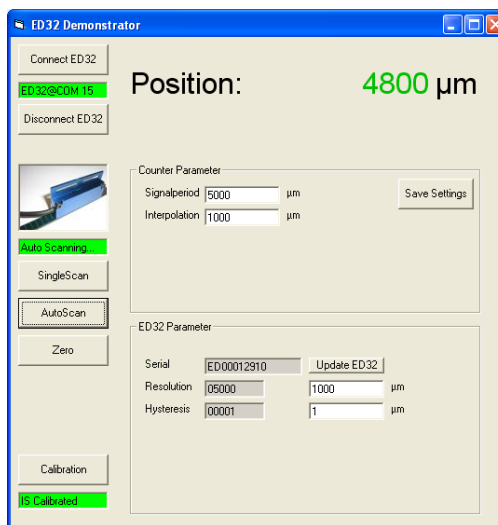 ED32 Demonstrator
Connect ED32
ED32@COM 15
Disconnect ED32
Position: 4800 µm
Auto Scanning...
SingleScan
AutoScan
Zero
Calibration
IS Calibrated
Counter Parameter
Signalperiod 5000 µm
Interpolation 1000 µm
Save Settings
ED32 Parameter
Serial ED00012910 Update ED32
Resolution 05000 1000 µm
Hysteresis 00001 1 µm